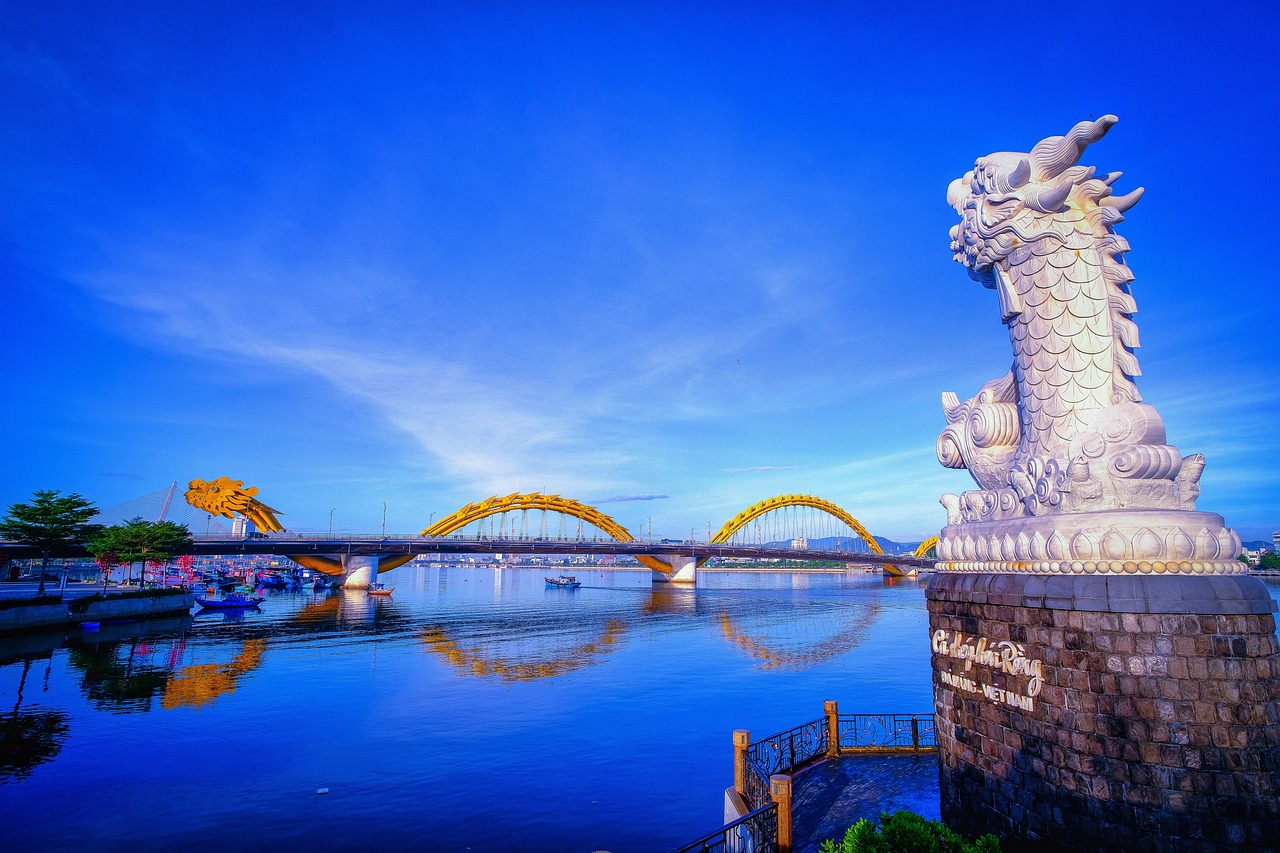 Cá chép hóa Rồng
ĐÀ NẴNG - VIỆT NAM